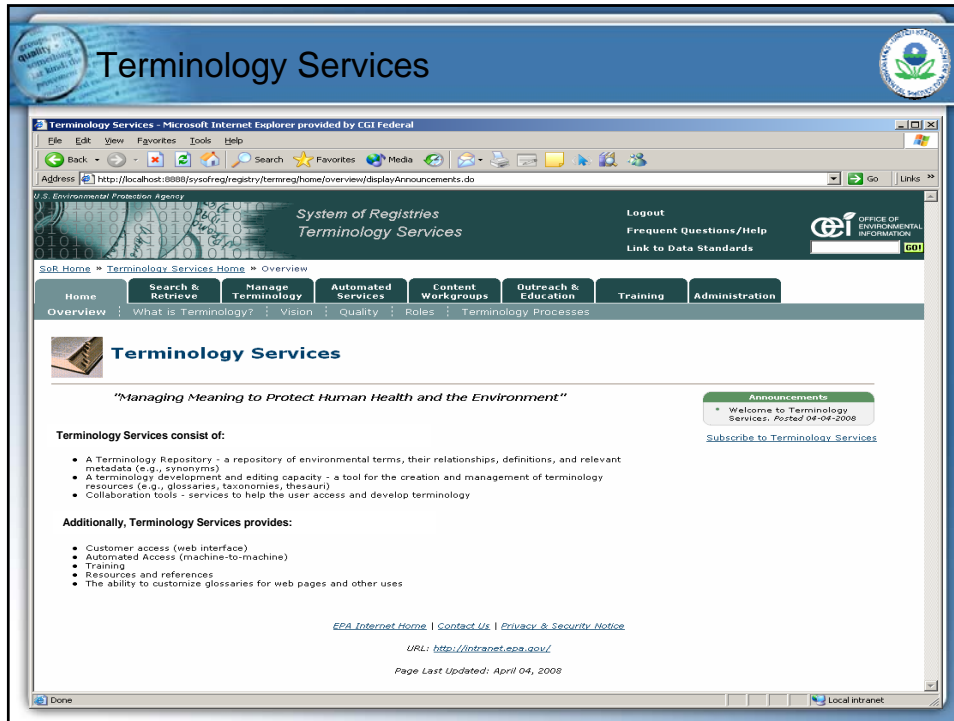 Terminology Services
Terminology Services - Microsoft Internet Explorer provided by CGI Federal
File Edit View Favorites Tools Help
Back Search Favorites Media
Address http://localhost:8888/sysofreg/registry/termreg/home/overview/displayAnnouncements.do Go Links »
U.S. Environmental Protection Agency
System of Registries
Terminology Services
Logout
Frequent Questions/Help
Link to Data Standards
OEI OFFICE OF ENVIRONMENTAL INFORMATION
GO!
SoR Home » Terminology Services Home » Overview
Home Search & Retrieve Manage Terminology Automated Services Content Workgroups Outreach & Education Training Administration
Overview What is Terminology? Vision Quality Roles Terminology Processes
Terminology Services
"Managing Meaning to Protect Human Health and the Environment"
Announcements
Welcome to Terminology
Services. Posted 04-04-2008
Subscribe to Terminology Services
Terminology Services consist of:
• A Terminology Repository - a repository of environmental terms, their relationships, definitions, and relevant
metadata (e.g., synonyms)
• A terminology development and editing capacity - a tool for the creation and management of terminology
resources (e.g., glossaries, taxonomies, thesauri)
• Collaboration tools - services to help the user access and develop terminology
Additionally, Terminology Services provides:
• Customer access (web interface)
• Automated Access (machine-to-machine)
• Training
• Resources and references
• The ability to customize glossaries for web pages and other uses
EPA Internet Home | Contact Us | Privacy & Security Notice
URL: http://intranet.epa.gov/
Page Last Updated: April 04, 2008
Done Local intranet